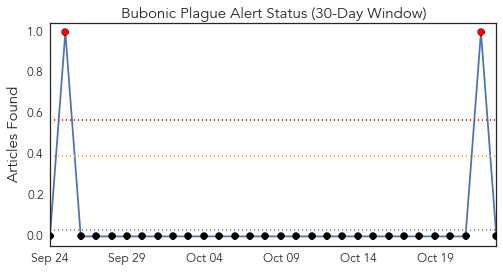 Bubonic Plague Alert Status (30-Day Window)
Articles Found
1.0
0.8
0.6
0.4
0.2
0.0
Sep 24 Sep 29 Oct 04 Oct 09 Oct 14 Oct 19